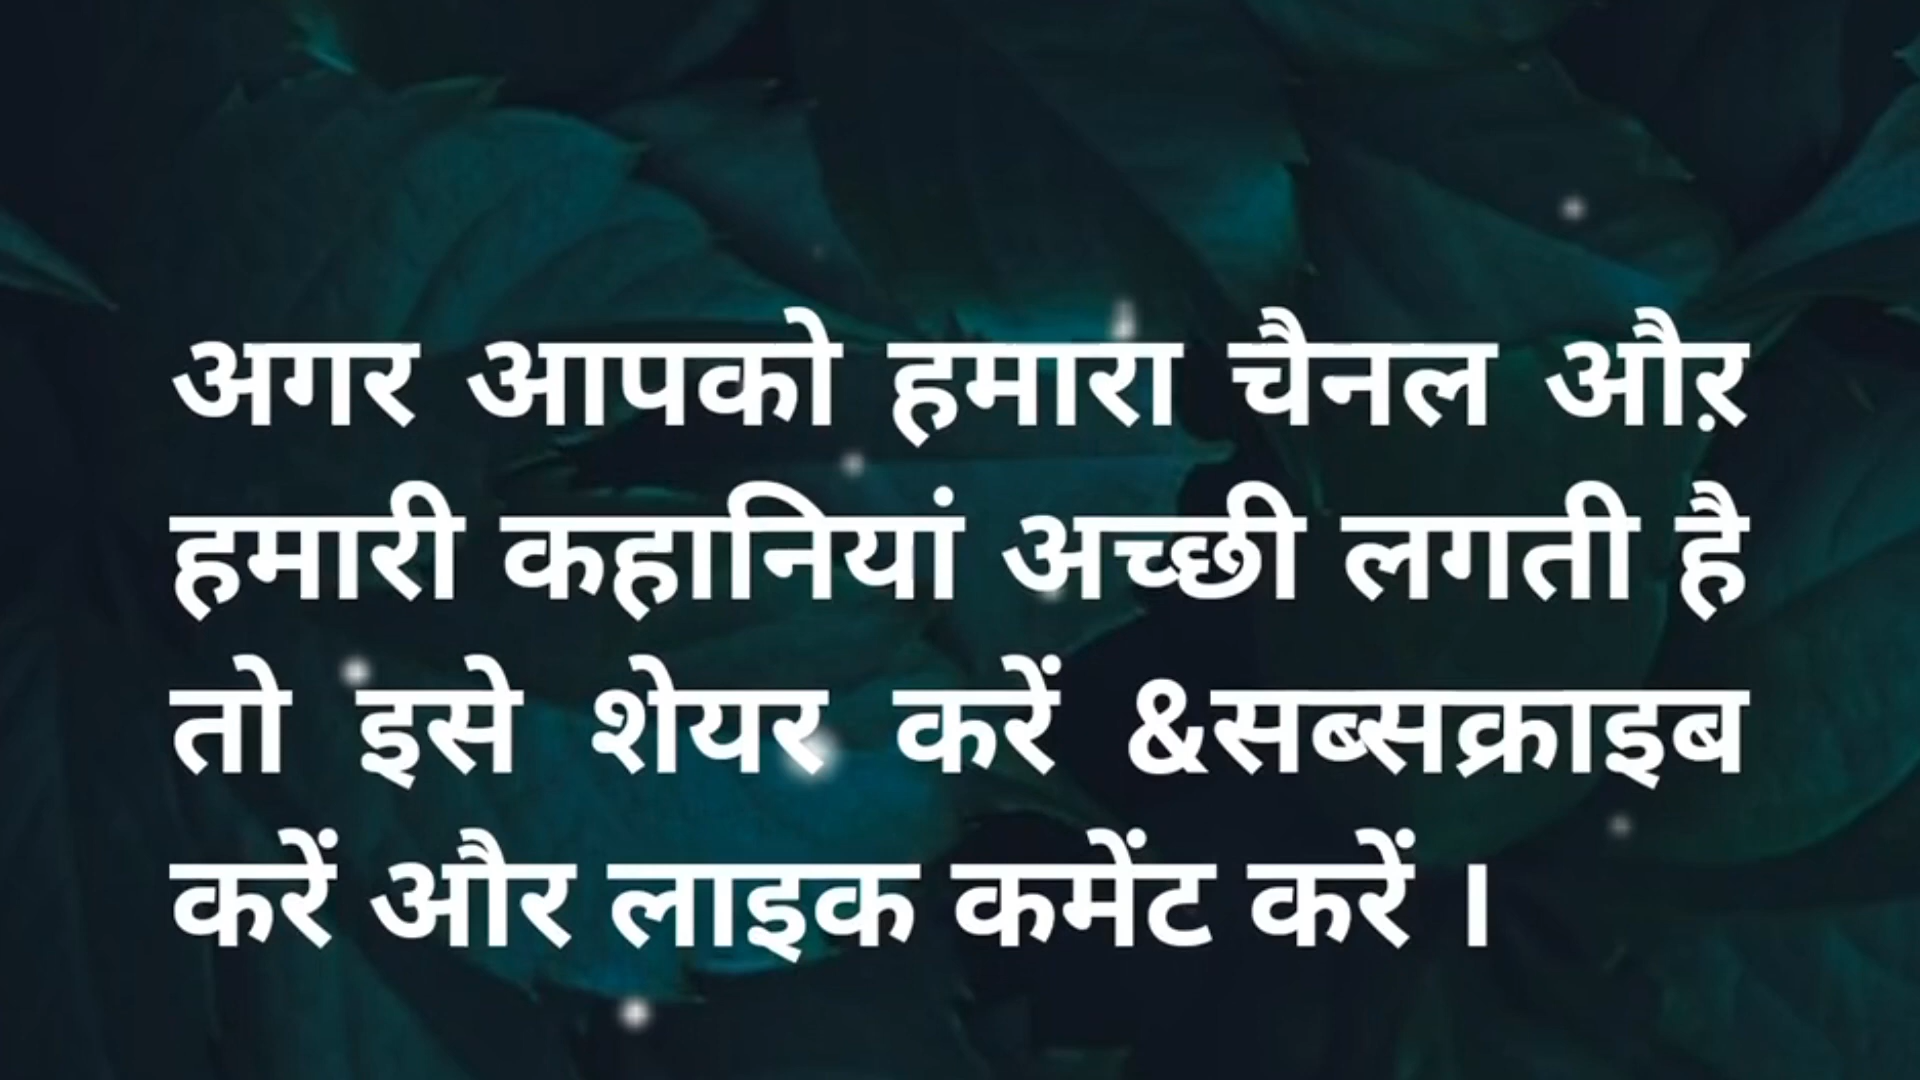 अगर आपको हमारा चैनल और
हमारी कहानियां अच्छी लगती है
तो इसे शेयर करें &सब्सक्राइब
करें और लाइक कमेंट करें ।